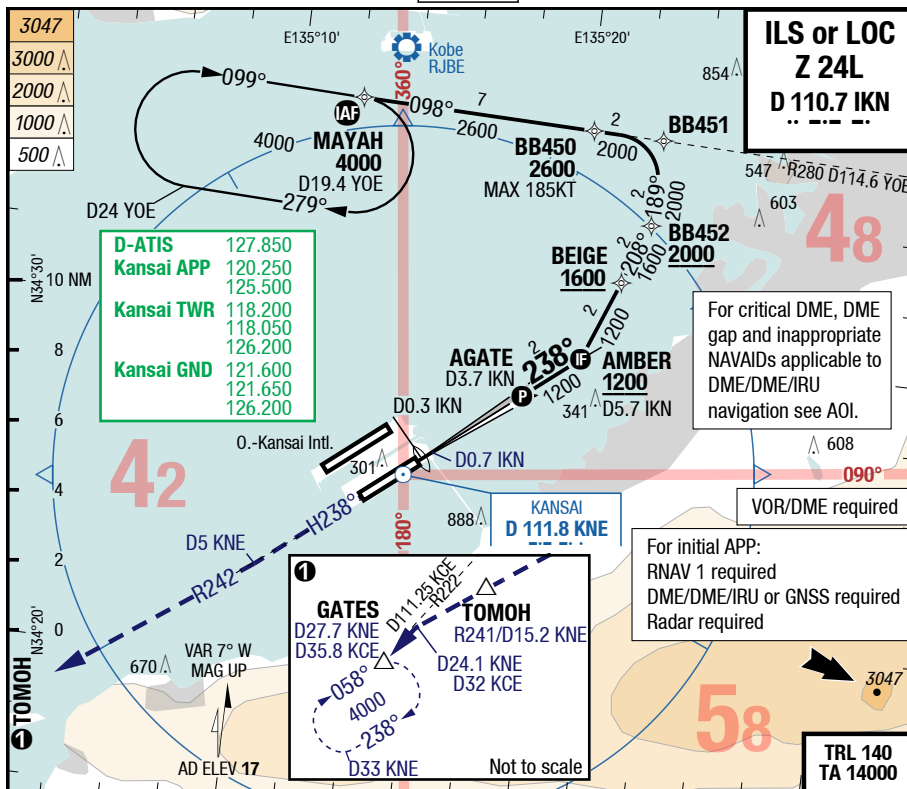 3047
3000
2000
1000
500
E135°10'
E135°20'
Kobe
RJBE
360°
854
ILS or LOC
Z 24L
D 110.7 IKN
099°
098°
7
2
BB451
IAF
MAYAH
4000
D19.4 YOE
4000
2600
BB450
2600
MAX 185KT
2000
547
R280 D114.6 YOE
603
D24 YOE
279°
2
189°
2000
48
BB452
2000
D-ATIS 127.850
Kansai APP 120.250
125.500
Kansai TWR 118.200
118.050
126.200
Kansai GND 121.600
121.650
126.200
N34°30'
10 NM
8
6
4
2
0
N34°20'
BEIGE
1600
2
208°
1600
2
1200
For critical DME, DME
gap and inappropriate
NAVAIDs applicable to
DME/DME/IRU
navigation see AOI.
AGATE
D3.7 IKN
2
238°
1200
IF
P
AMBER
1200
D5.7 IKN
341
D0.3 IKN
D0.7 IKN
O.-Kansai Intl.
301
608
42
090°
H238°
180°
KANSAI
D 111.8 KNE
VOR/DME required
888
D5 KNE
R242
For initial APP:
RNAV 1 required
DME/DME/IRU or GNSS required
Radar required
1
D111.25 KCE
R222
GATES
D27.7 KNE
D35.8 KCE
TOMOH
R241/D15.2 KNE
D24.1 KNE
D32 KCE
058°
4000
238°
D33 KNE
Not to scale
1 TOMOH
670
VAR 7° W
MAG UP
AD ELEV 17
3047
58
TRL 140
TA 14000